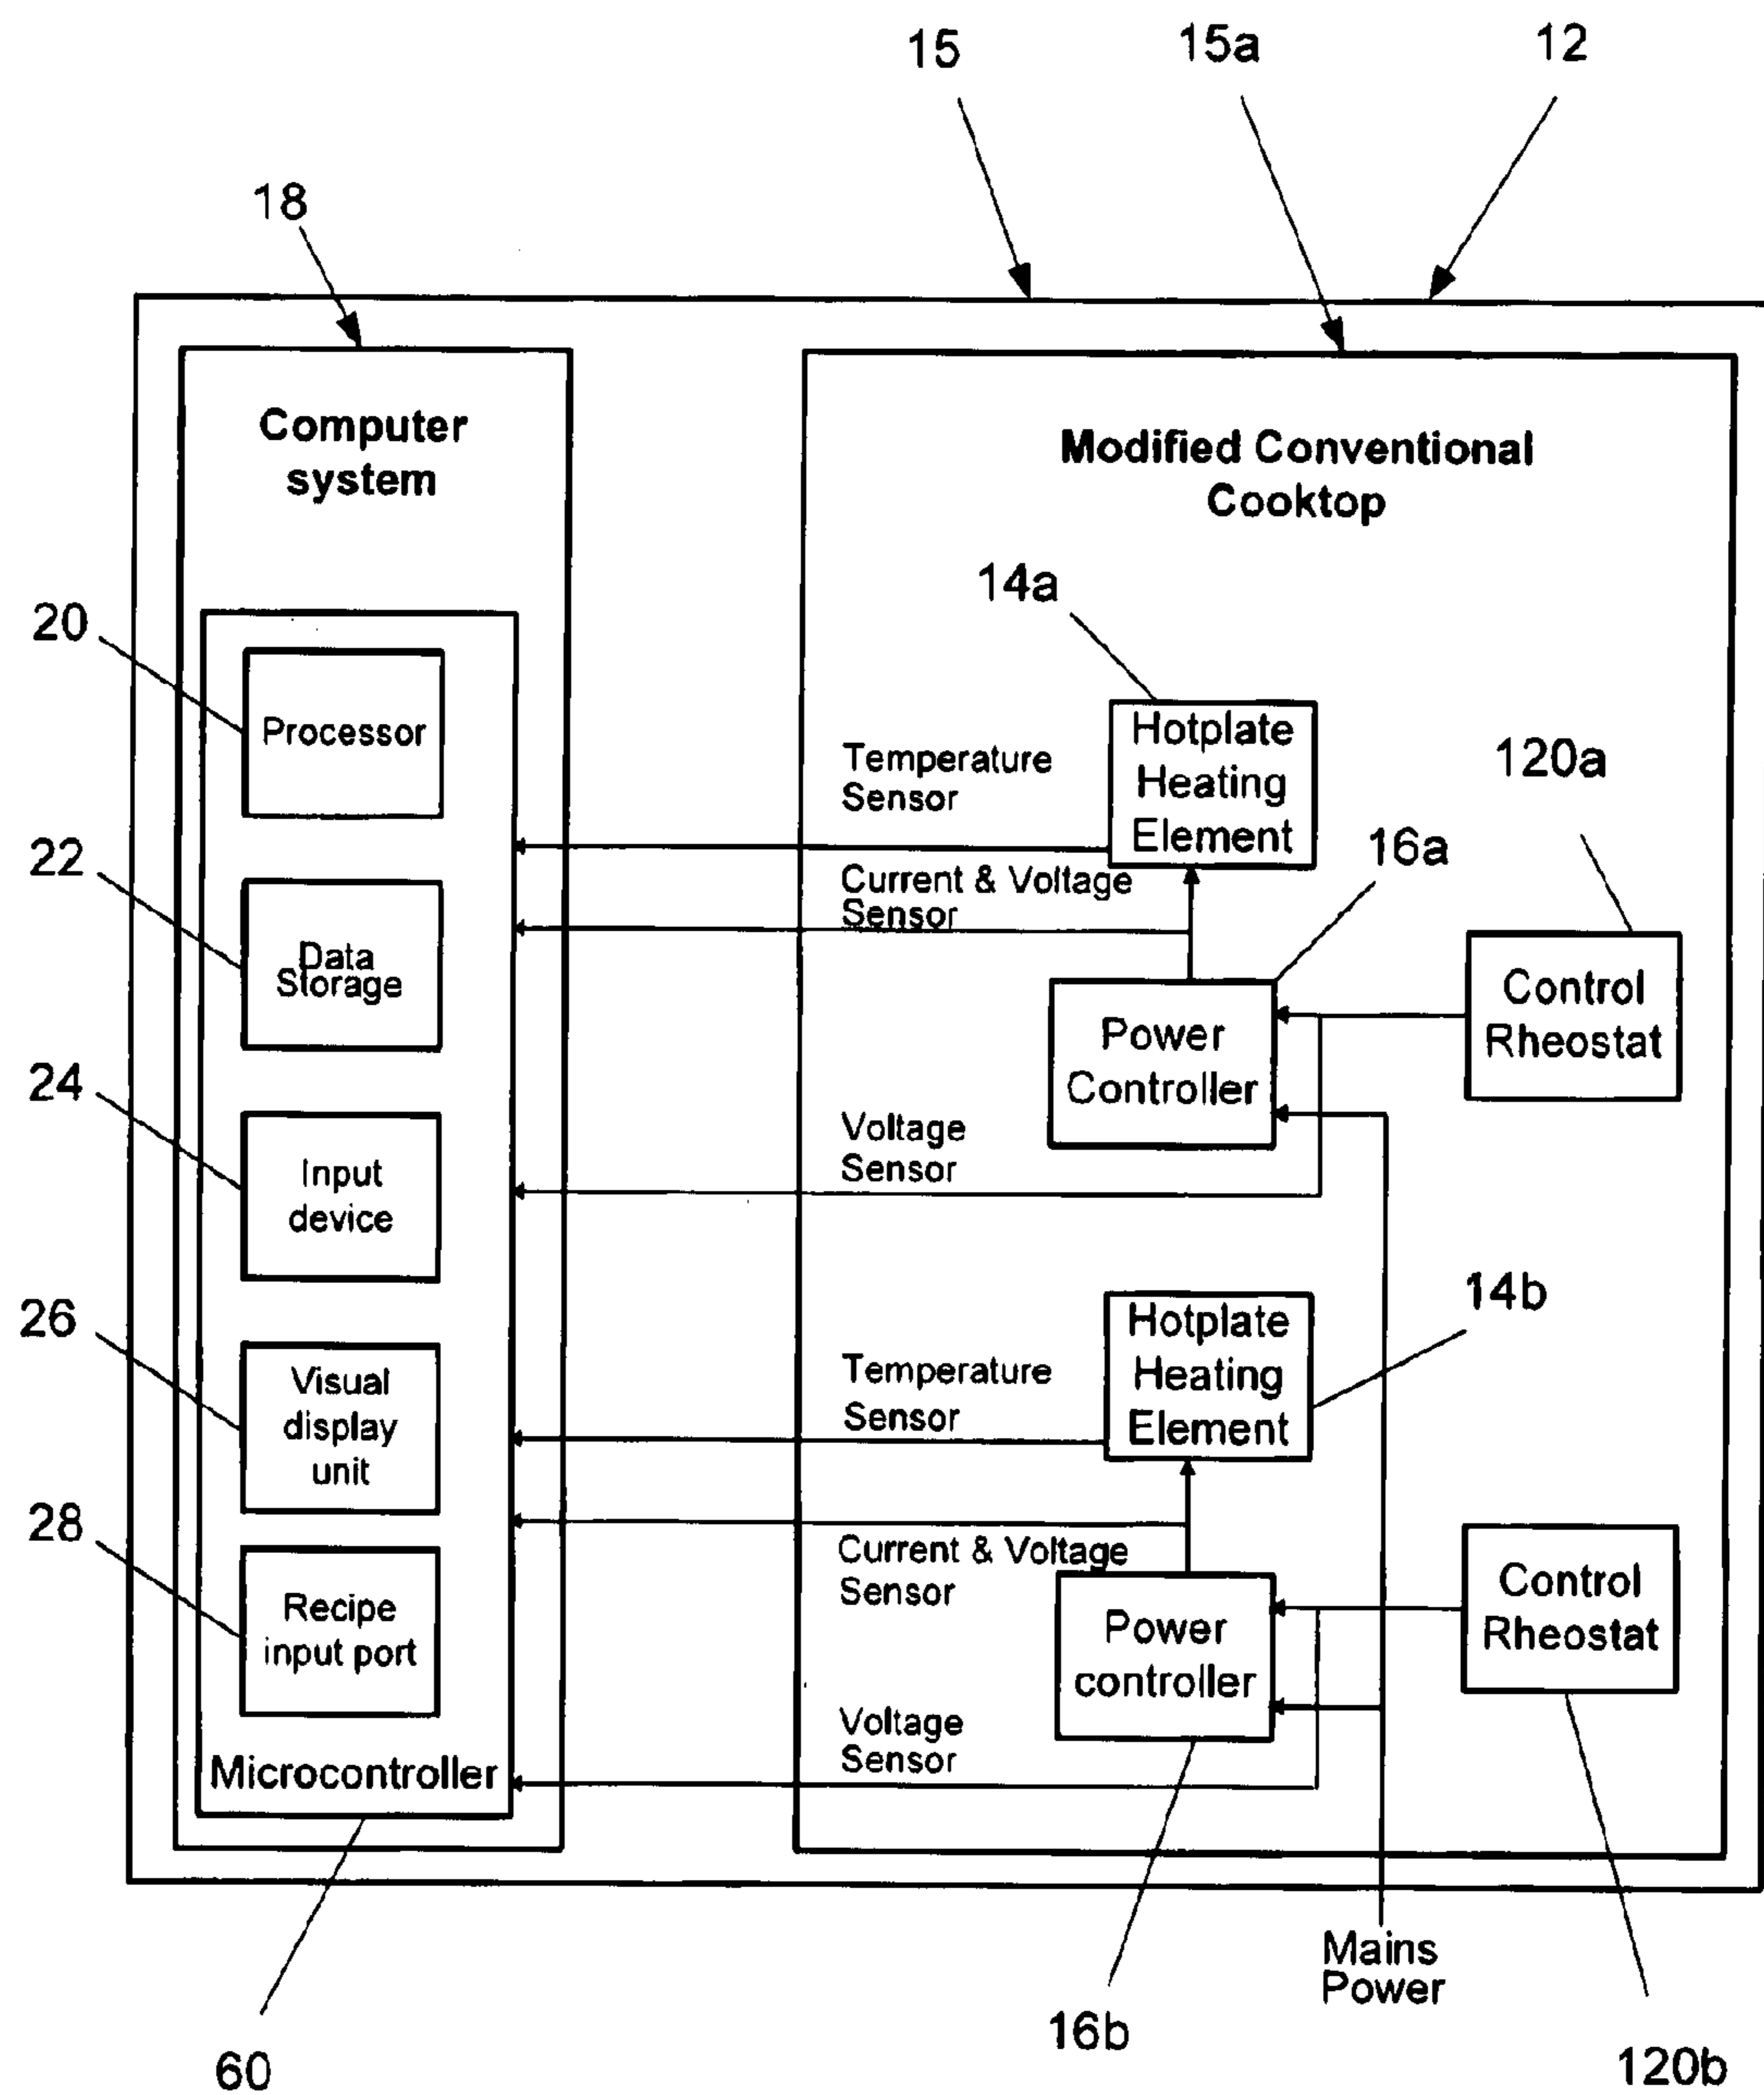 15
15a
12
18
Computer
system
Modified Conventional
Cooktop
14a
20
Processor
Temperature
Sensor
Hotplate
Heating
Element
120a
16a
22
Data
Storage
Current & Voltage
Sensor
Control
Rheostat
Power
Controller
24
Input
device
Voltage
Sensor
14b
26
Visual
display
unit
Temperature
Sensor
Hotplate
Heating
Element
28
Recipe
input port
Current & Voltage
Sensor
Power
controller
Control
Rheostat
Voltage
Sensor
Microcontroller
Mains
Power
16b
60
120b